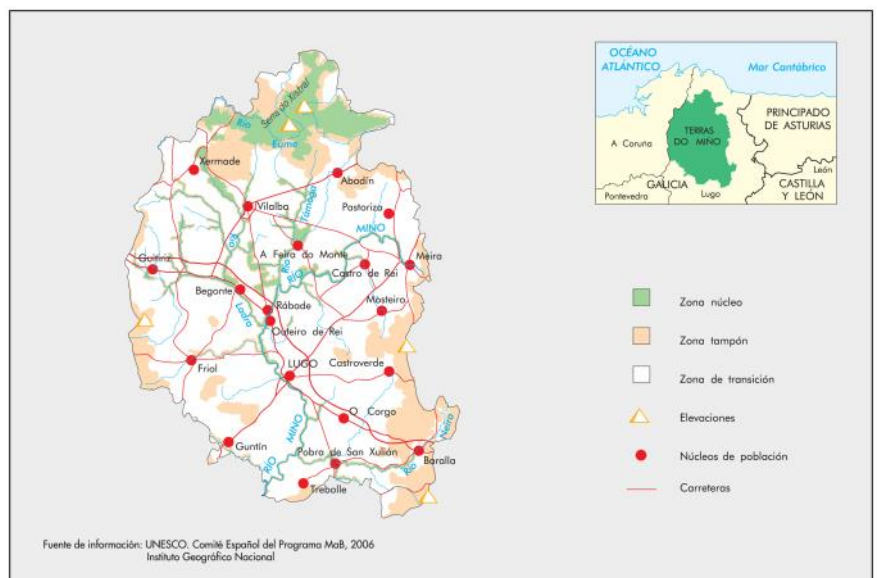 OCÉANO
ATLÁNTICO
Mar Cantábrico
PRINCIPADO
DE ASTURIAS
TERRAS
DO MIÑO
A Coruña
León
GALICIA
CASTILLA
Y LEÓN
Pontevedra
Lugo
Serra do Xistral
Río
Eume
Xermade
Abadín
Támoga
Vilalba
Pastoriza
MIÑO
Río
A Feira do Monte
Meira
Guitiriz
Río
RÍO
Castro de Rei
Begonte
Rábade
Mosteiro
Ladra
Outeiro de Rei
LUGO
Castroverde
Friol
O Corgo
Neira
MIÑO
Guntín
Pobra de San Xulián
Baralla
RÍO
Río
Treballe
Zona núcleo
Zona tampón
Zona de transición
Elevaciones
Núcleos de población
Carreteras
Fuente de información: UNESCO. Comité Español del Programa MaB, 2006
Instituto Geográfico Nacional